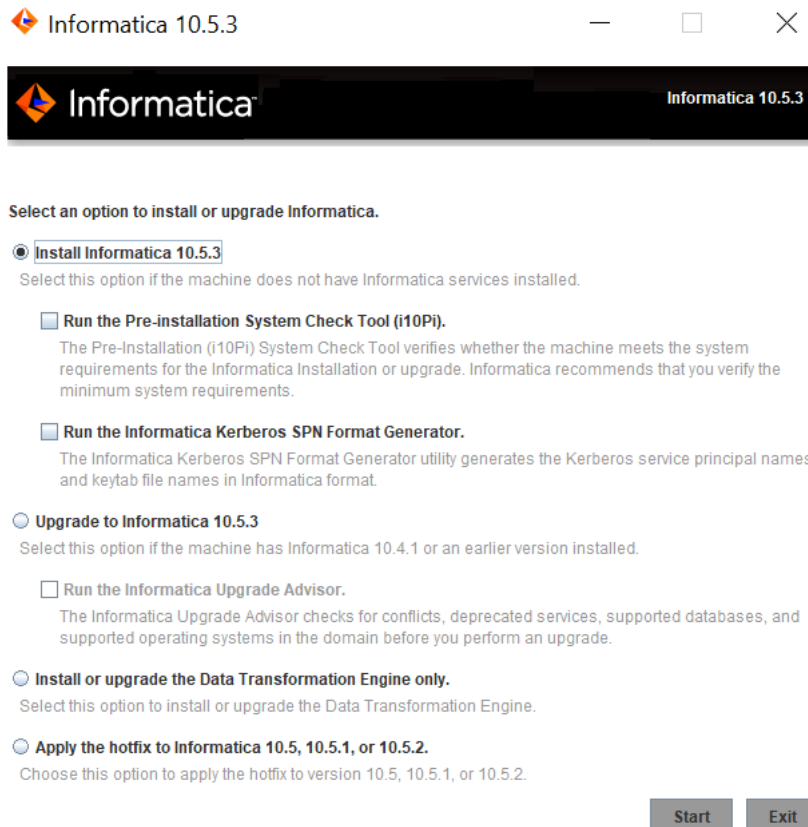 Informatica 10.5.3
Informatica
Informatica 10.5.3
Select an option to install or upgrade Informatica.
Install Informatica 10.5.3
Select this option if the machine does not have Informatica services installed.
Run the Pre-installation System Check Tool (i10Pi).
The Pre-Installation (i10Pi) System Check Tool verifies whether the machine meets the system
requirements for the Informatica Installation or upgrade. Informatica recommends that you verify the
minimum system requirements.
Run the Informatica Kerberos SPN Format Generator.
The Informatica Kerberos SPN Format Generator utility generates the Kerberos service principal names
and keytab file names in Informatica format.
Upgrade to Informatica 10.5.3
Select this option if the machine has Informatica 10.4.1 or an earlier version installed.
Run the Informatica Upgrade Advisor.
The Informatica Upgrade Advisor checks for conflicts, deprecated services, supported databases, and
supported operating systems in the domain before you perform an upgrade.
Install or upgrade the Data Transformation Engine only.
Select this option to install or upgrade the Data Transformation Engine.
Apply the hotfix to Informatica 10.5, 10.5.1, or 10.5.2.
Choose this option to apply the hotfix to version 10.5, 10.5.1, or 10.5.2.
Start Exit